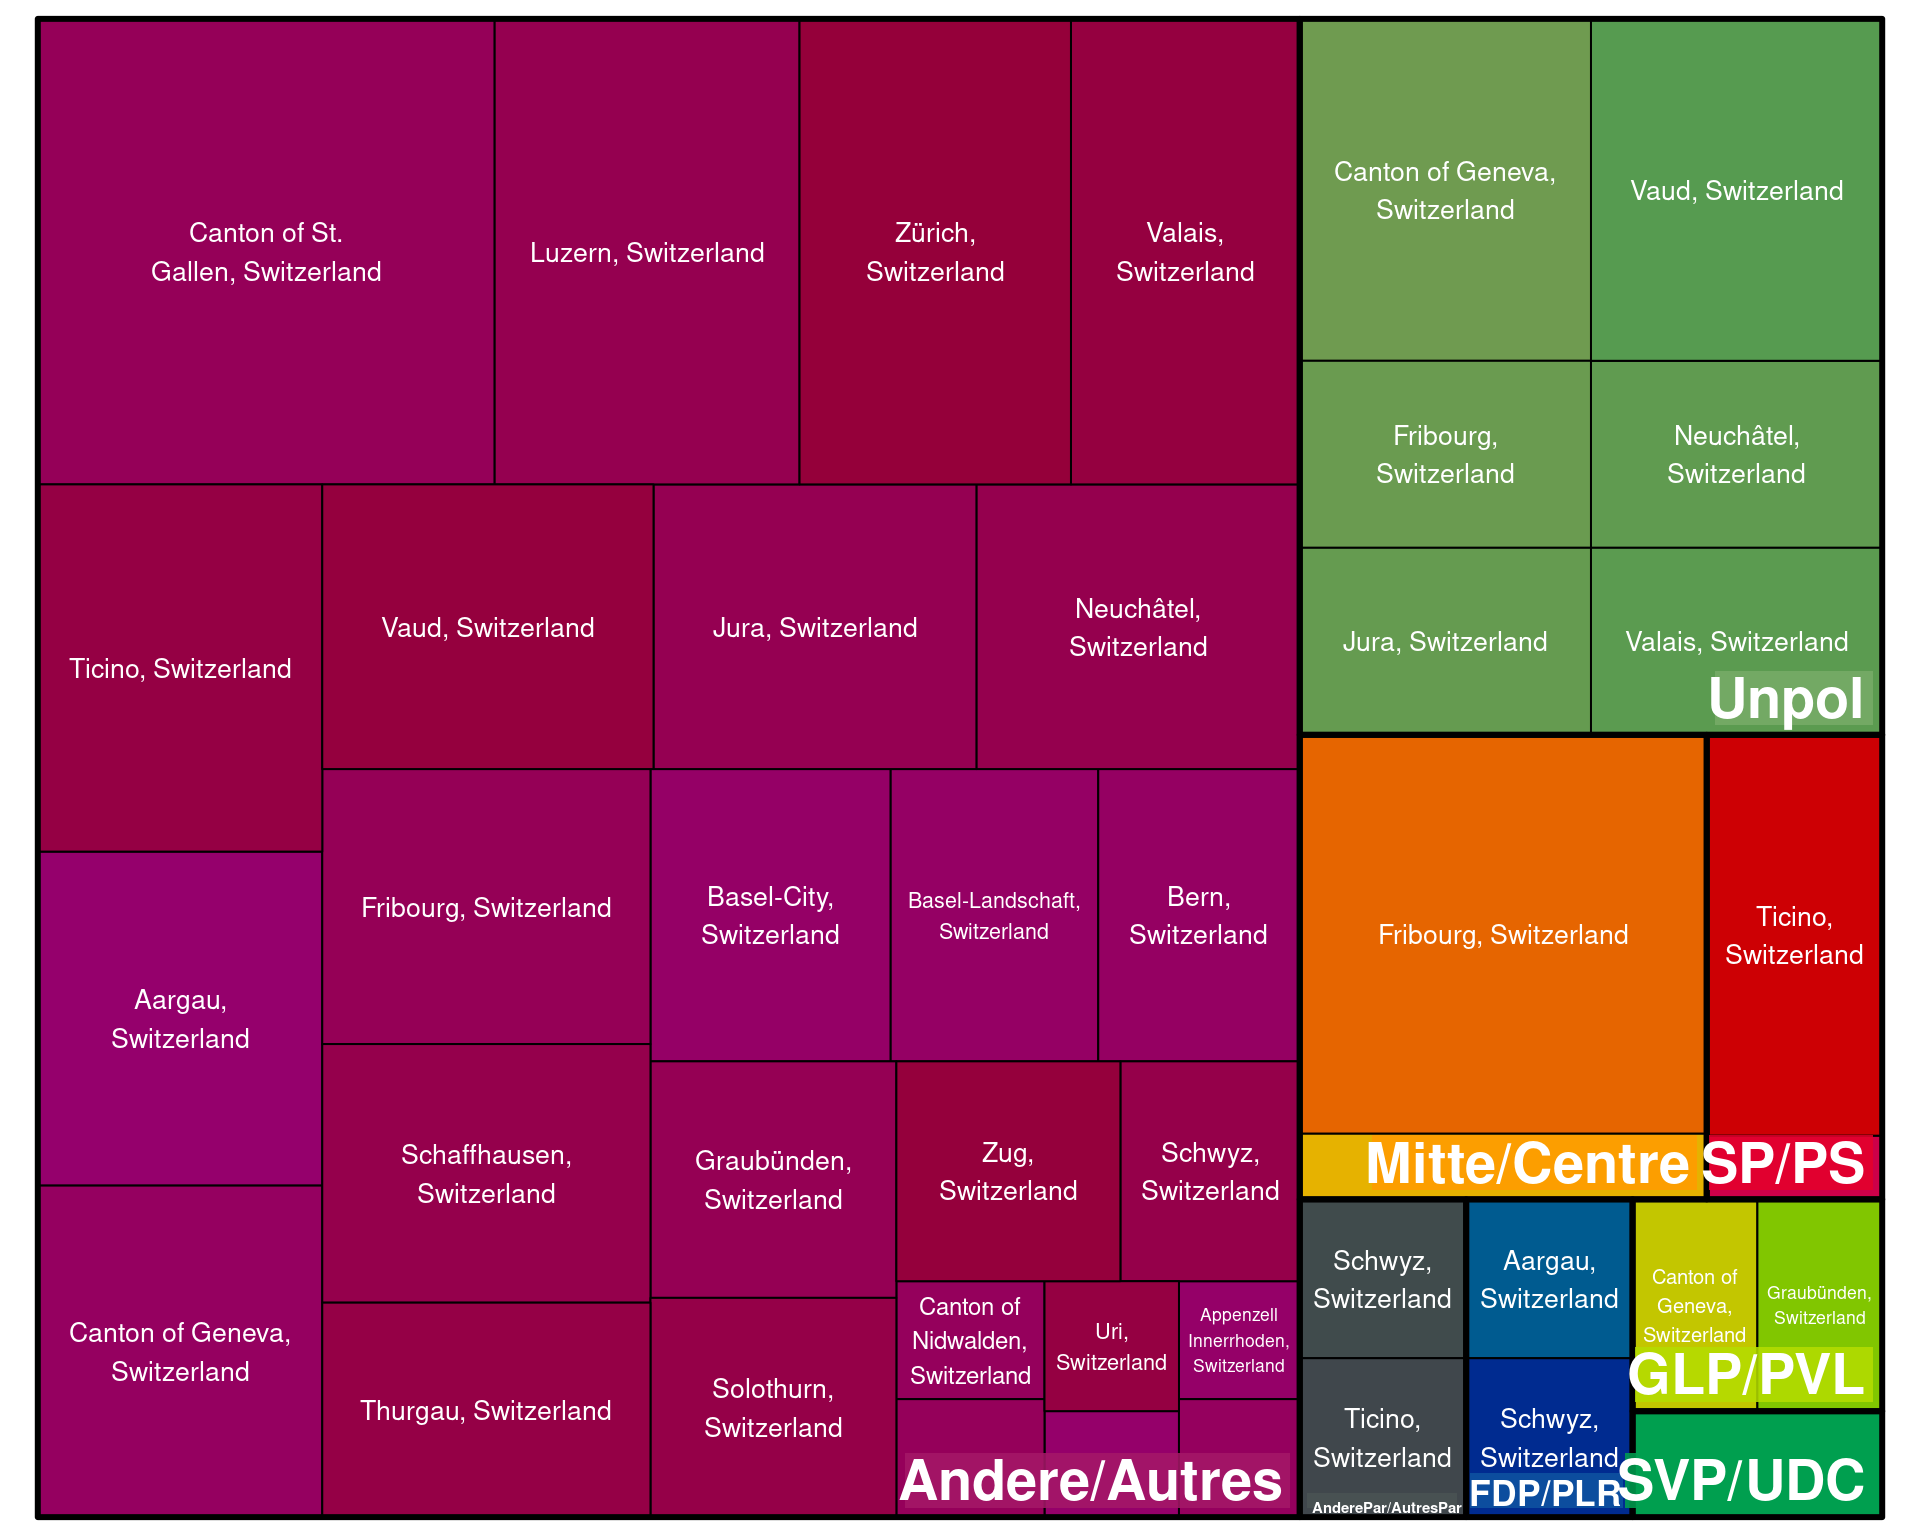 Canton of St.
Gallen, Switzerland
Luzern, Switzerland
Zürich,
Switzerland
Valais,
Switzerland
Ticino, Switzerland
Vaud, Switzerland
Jura, Switzerland
Neuchâtel,
Switzerland
Aargau,
Switzerland
Fribourg, Switzerland
Basel-City,
Switzerland
Basel-Landschaft,
Switzerland
Bern,
Switzerland
Schaffhausen,
Switzerland
Graubünden,
Switzerland
Zug,
Switzerland
Schwyz,
Switzerland
Canton of Geneva,
Switzerland
Thurgau, Switzerland
Solothurn,
Switzerland
Canton of
Nidwalden,
Switzerland
Uri,
Switzerland
Appenzell
Innerrhoden,
Switzerland
Andere/Autres
Canton of Geneva,
Switzerland
Vaud, Switzerland
Fribourg,
Switzerland
Neuchâtel,
Switzerland
Jura, Switzerland
Valais, Switzerland
Unpol
Fribourg, Switzerland
Mitte/Centre
Ticino,
Switzerland
SP/PS
Schwyz,
Switzerland
Ticino,
Switzerland
AnderePar/AutresPar
Aargau,
Switzerland
Schwyz,
Switzerland
FDP/PLR
Canton of
Geneva,
Switzerland
Graubünden,
Switzerland
GLP/PVL
SVP/UDC